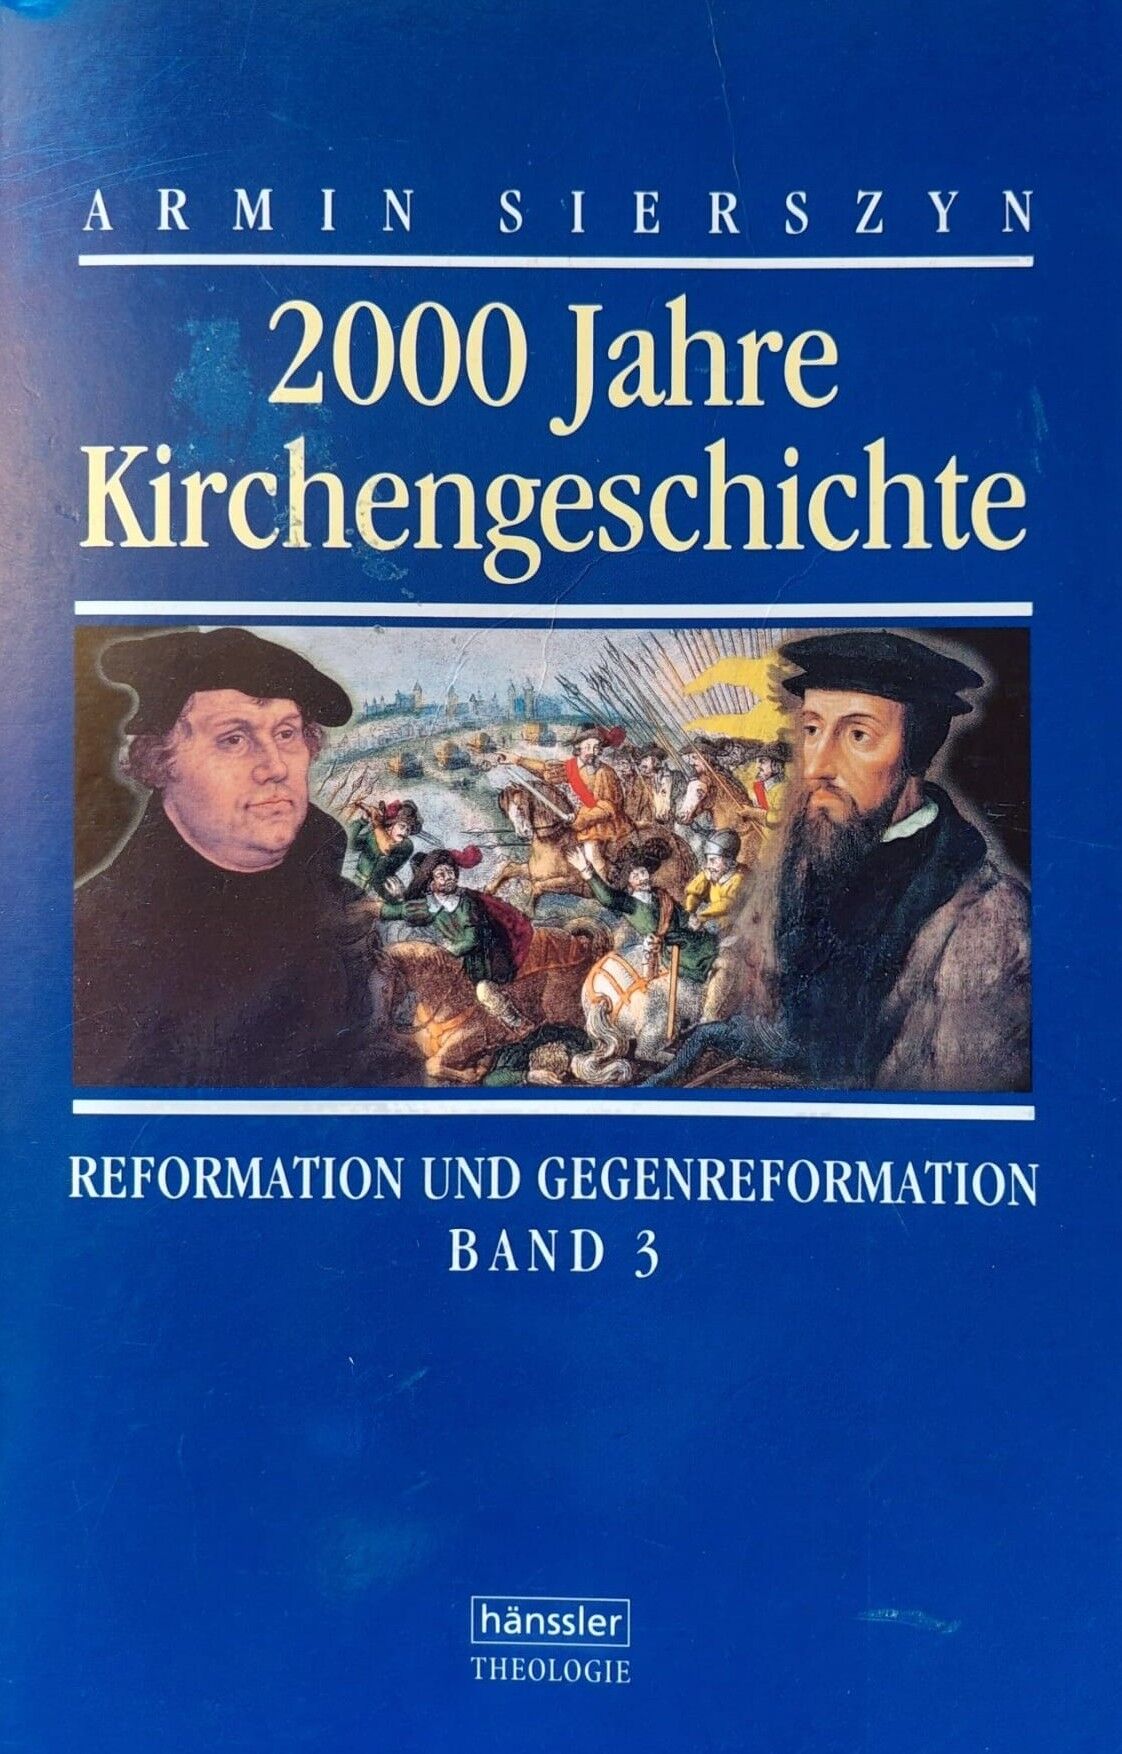 ARMIN SIERSZYN
2000 Jahre
Kirchengeschichte
REFORMATION UND GEGENREFORMATION
BAND 3
hänssler
THEOLOGIE